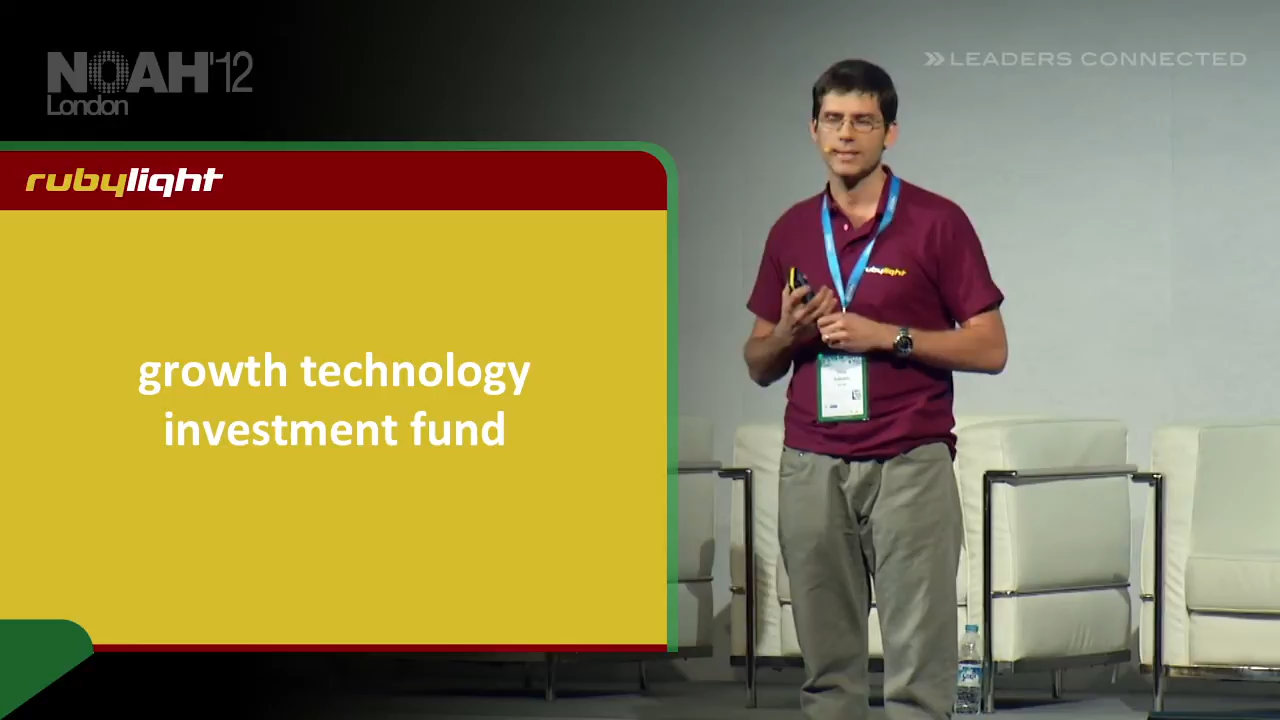 NOAH'12
London
»LEADERS CONNECTED
rubylight
growth technology
investment fund
rubylight